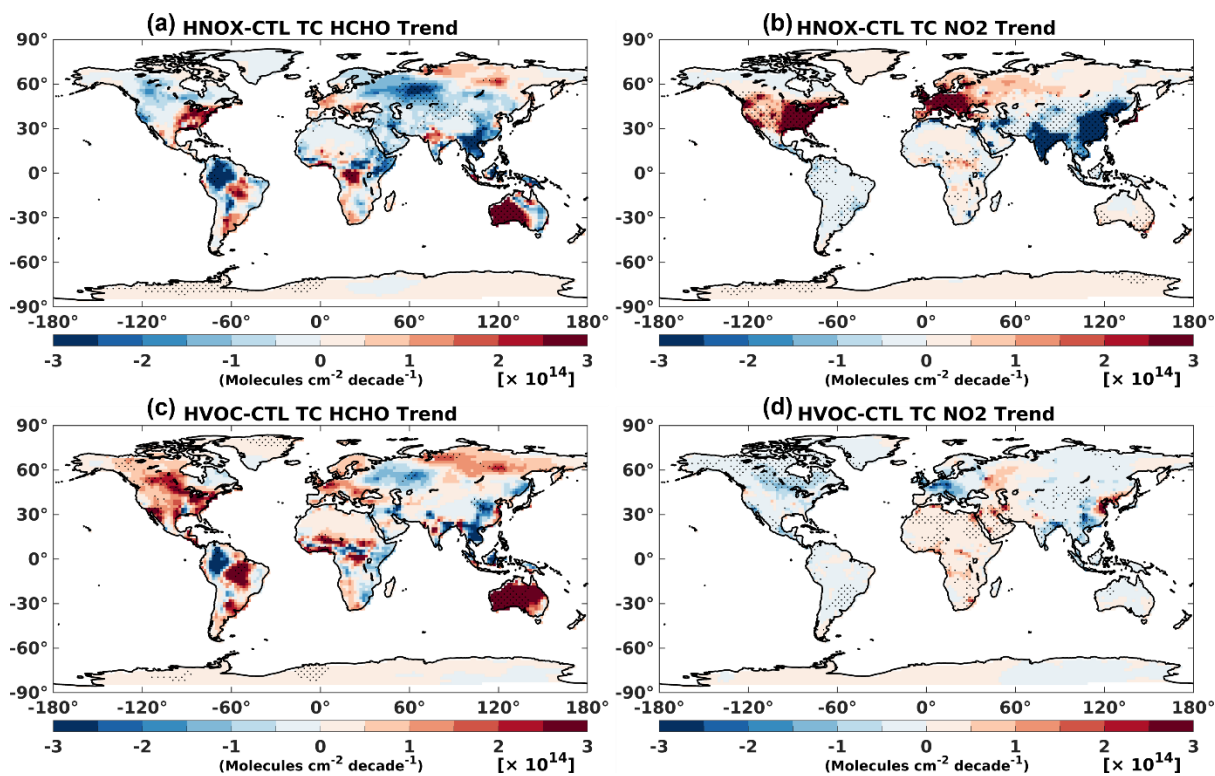 (a) HNOX-CTL TC HCHO Trend
90°
60°
30°
0°
-30°
-60°
-90°
-180° -120° -60° 0° 60° 120° 180°
-3 -2 -1 0 1 2 3
(Molecules cm⁻² decade⁻¹) [× 10¹⁴]
(b) HNOX-CTL TC NO2 Trend
90°
60°
30°
0°
-30°
-60°
-90°
-180° -120° -60° 0° 60° 120° 180°
-3 -2 -1 0 1 2 3
(Molecules cm⁻² decade⁻¹) [× 10¹⁴]
(c) HVOC-CTL TC HCHO Trend
90°
60°
30°
0°
-30°
-60°
-90°
-180° -120° -60° 0° 60° 120° 180°
-3 -2 -1 0 1 2 3
(Molecules cm⁻² decade⁻¹) [× 10¹⁴]
(d) HVOC-CTL TC NO2 Trend
90°
60°
30°
0°
-30°
-60°
-90°
-180° -120° -60° 0° 60° 120° 180°
-3 -2 -1 0 1 2 3
(Molecules cm⁻² decade⁻¹) [× 10¹⁴]